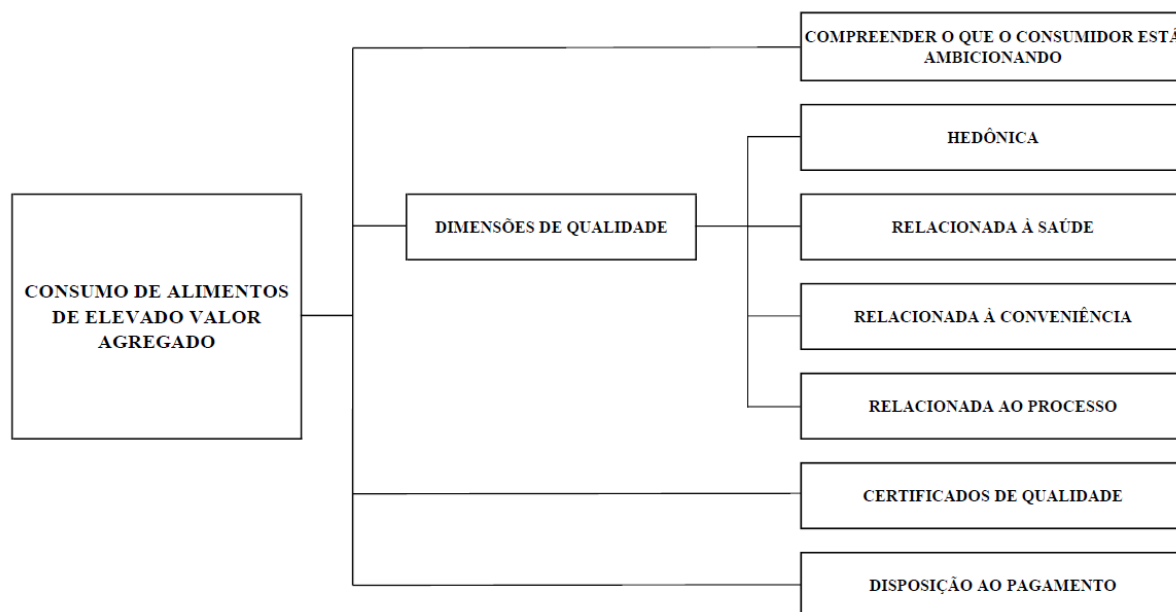 COMPREENDER O QUE O CONSUMIDOR ESTÁ
AMBICIONANDO
HEDÔNICA
DIMENSÕES DE QUALIDADE
RELACIONADA À SAÚDE
CONSUMO DE ALIMENTOS
DE ELEVADO VALOR
AGREGADO
RELACIONADA À CONVENIÊNCIA
RELACIONADA AO PROCESSO
CERTIFICADOS DE QUALIDADE
DISPOSIÇÃO AO PAGAMENTO